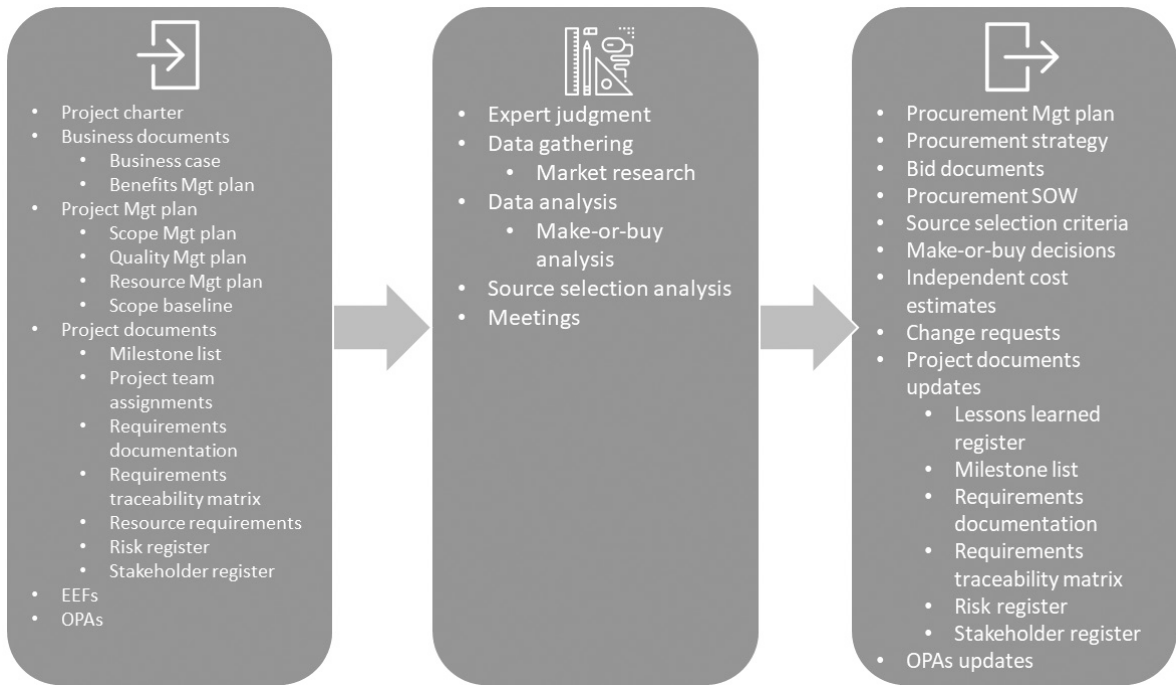 • Project charter
• Business documents
• Business case
• Benefits Mgt plan
• Project Mgt plan
• Scope Mgt plan
• Quality Mgt plan
• Resource Mgt plan
• Scope baseline
• Project documents
• Milestone list
• Project team
assignments
• Requirements
documentation
• Requirements
traceability matrix
• Resource requirements
• Risk register
• Stakeholder register
• EEFs
• OPAs
• Expert judgment
• Data gathering
• Market research
• Data analysis
• Make-or-buy
analysis
• Source selection analysis
• Meetings
• Procurement Mgt plan
• Procurement strategy
• Bid documents
• Procurement SOW
• Source selection criteria
• Make-or-buy decisions
• Independent cost
estimates
• Change requests
• Project documents
updates
• Lessons learned
register
• Milestone list
• Requirements
documentation
• Requirements
traceability matrix
• Risk register
• Stakeholder register
• OPAs updates